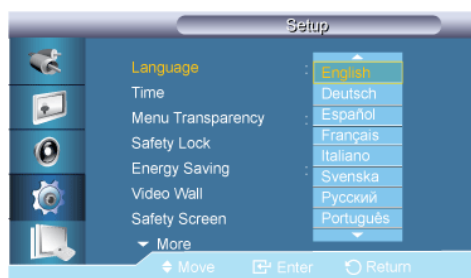 Setup
Language : English
Time Deutsch
Menu Transparency : Español
Safety Lock Français
Italiano
Energy Saving : Svenska
Video Wall Русский
Safety Screen Português
More
Move Enter Return